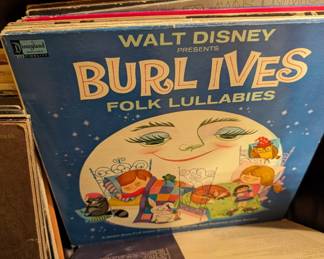 WALT DISNEY
PRESENTS
BURL IVES
FOLK LULLABIES